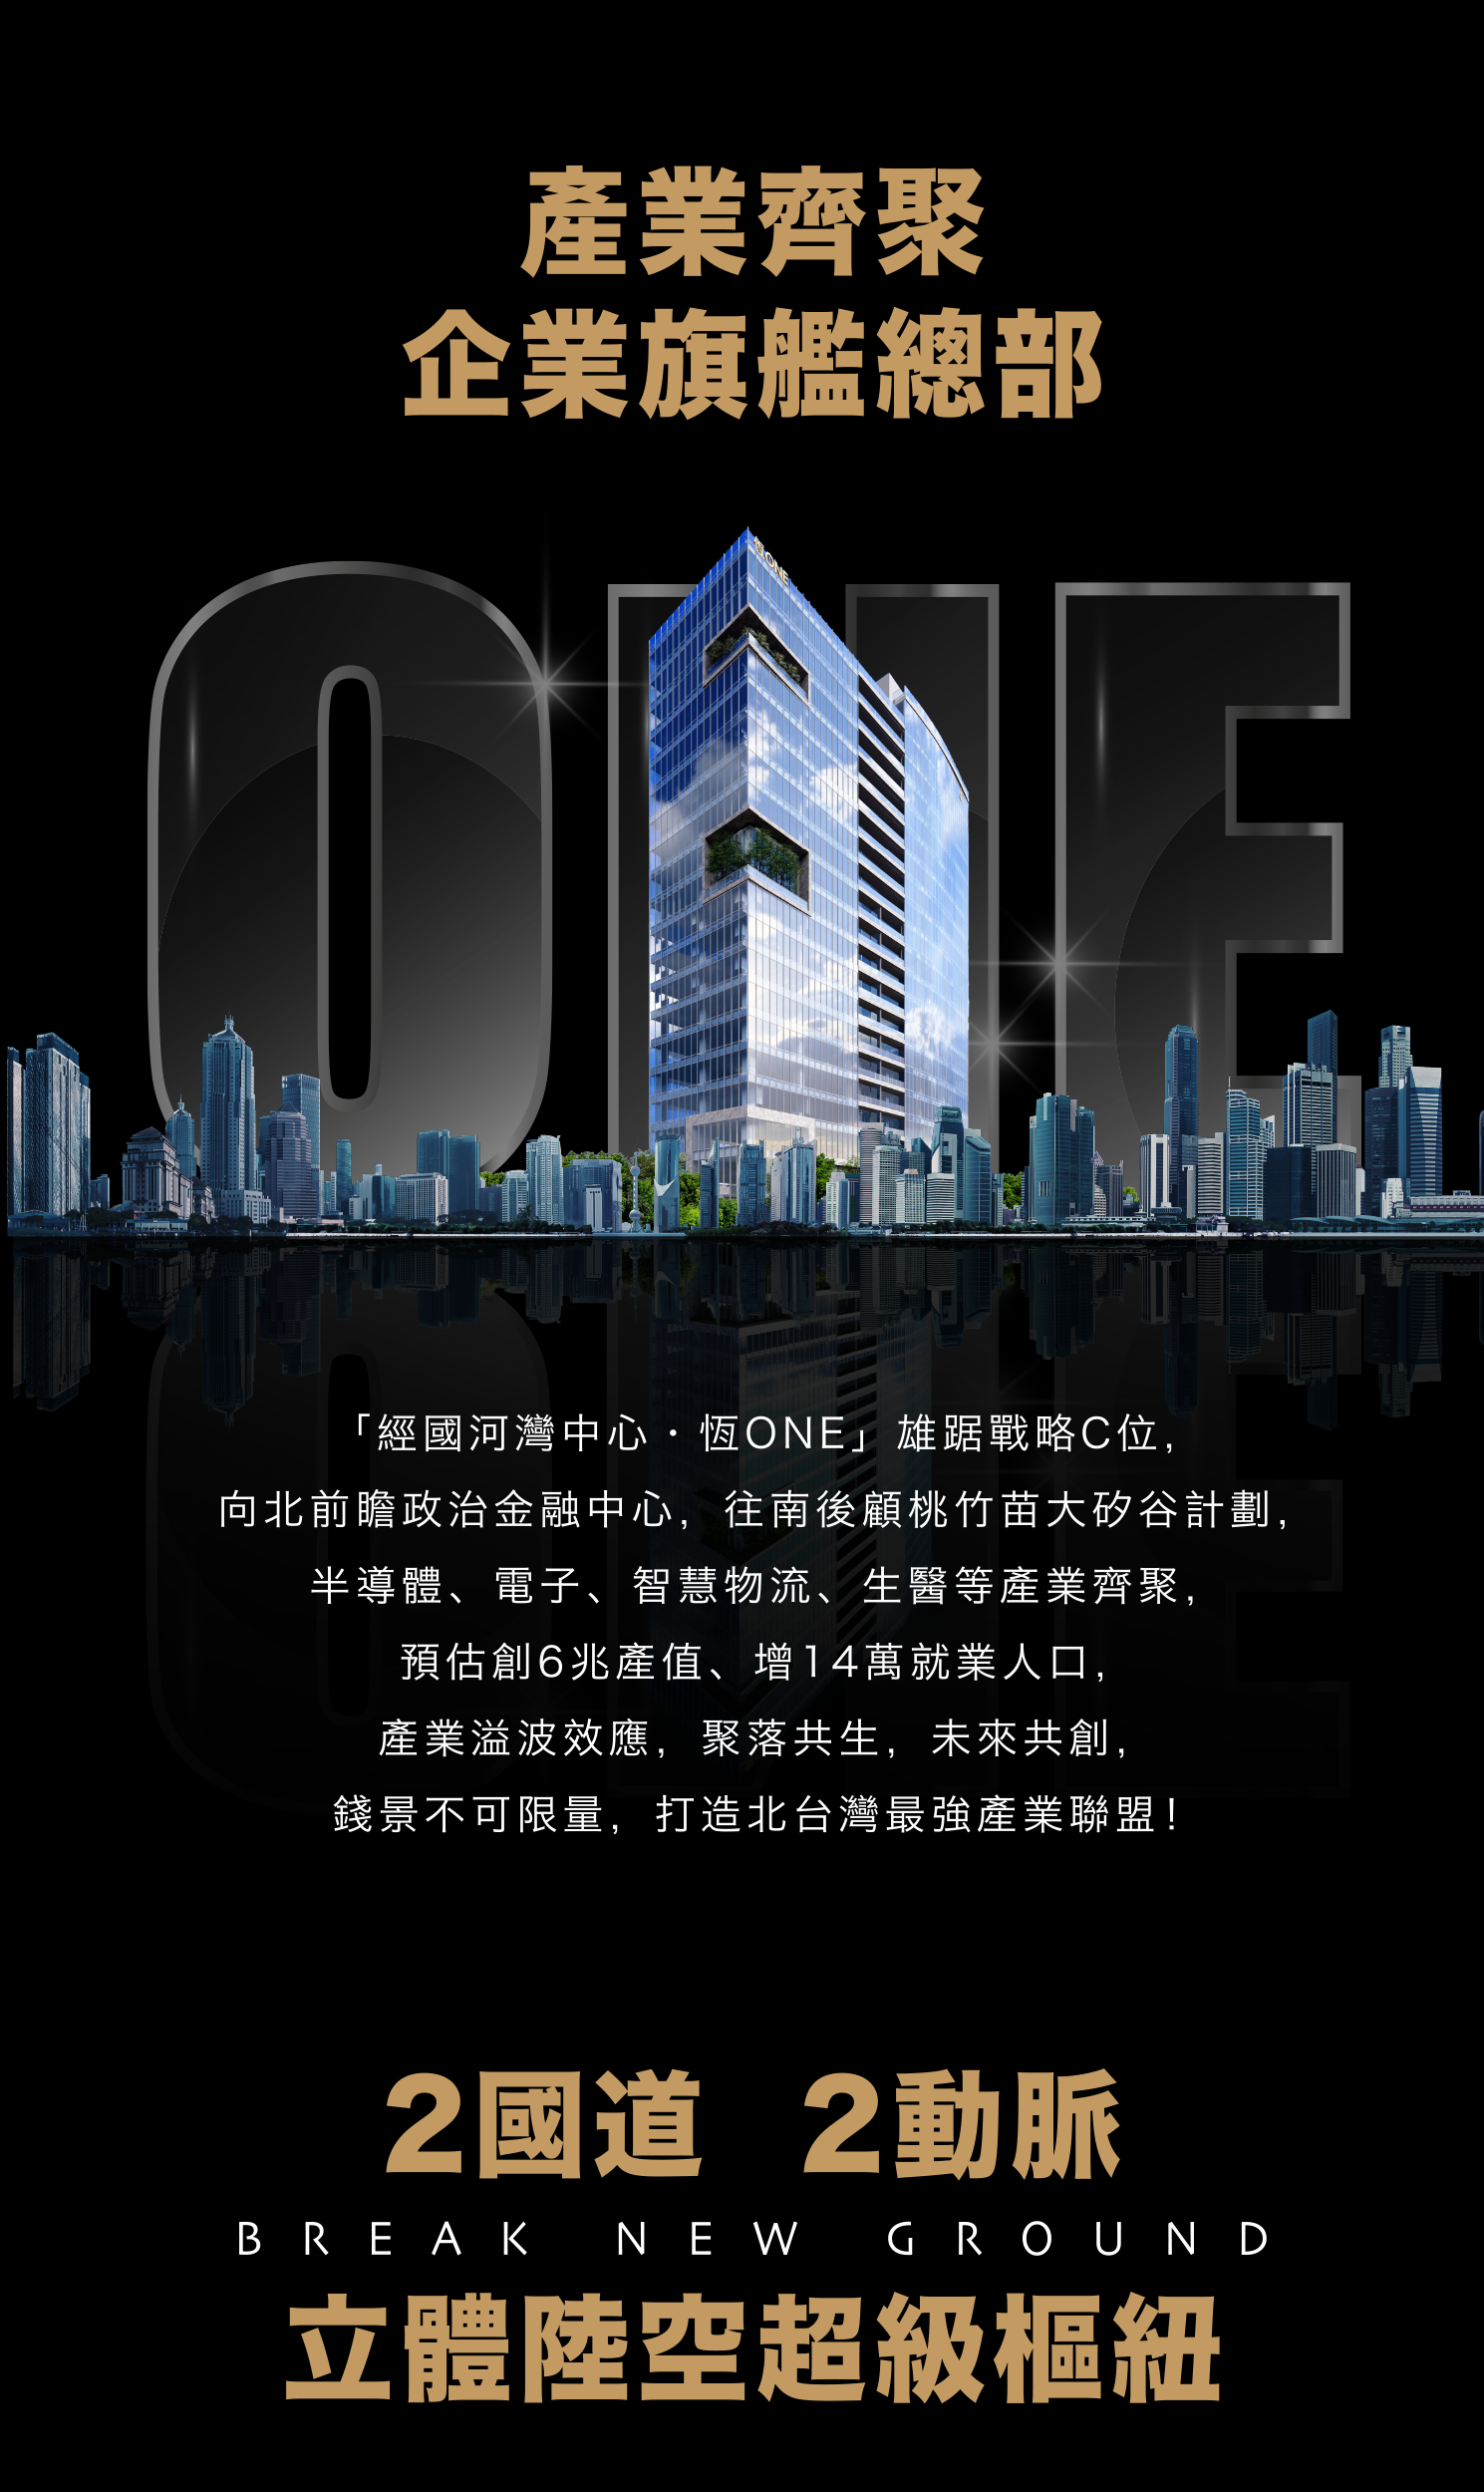 產業齊聚
企業旗艦總部
ONE
恆ONE
「經國河灣中心・恆ONE」雄踞戰略C位,
向北前瞻政治金融中心, 往南後顧桃竹苗大矽谷計劃,
半導體、電子、智慧物流、生醫等產業齊聚,
預估創6兆產值、增14萬就業人口,
產業溢波效應, 聚落共生, 未來共創,
錢景不可限量, 打造北台灣最強產業聯盟!
2國道 2動脈
BREAK NEW GROUND
立體陸空超級樞紐